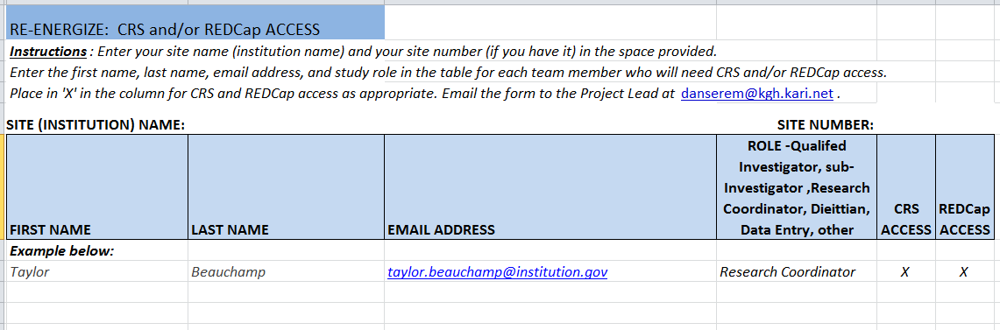 RE-ENERGIZE: CRS and/or REDCap ACCESS
Instructions : Enter your site name (institution name) and your site number (if you have it) in the space provided.
Enter the first name, last name, email address, and study role in the table for each team member who will need CRS and/or REDCap access.
Place in 'X' in the column for CRS and REDCap access as appropriate. Email the form to the Project Lead at danserem@kgh.kari.net .
SITE (INSTITUTION) NAME: SITE NUMBER:
ROLE -Qualifed
Investigator, sub-
Investigator ,Research
Coordinator, Dieittian, CRS REDCap
FIRST NAME LAST NAME EMAIL ADDRESS Data Entry, other ACCESS ACCESS
Example below:
Taylor Beauchamp taylor.beauchamp@institution.gov Research Coordinator X X